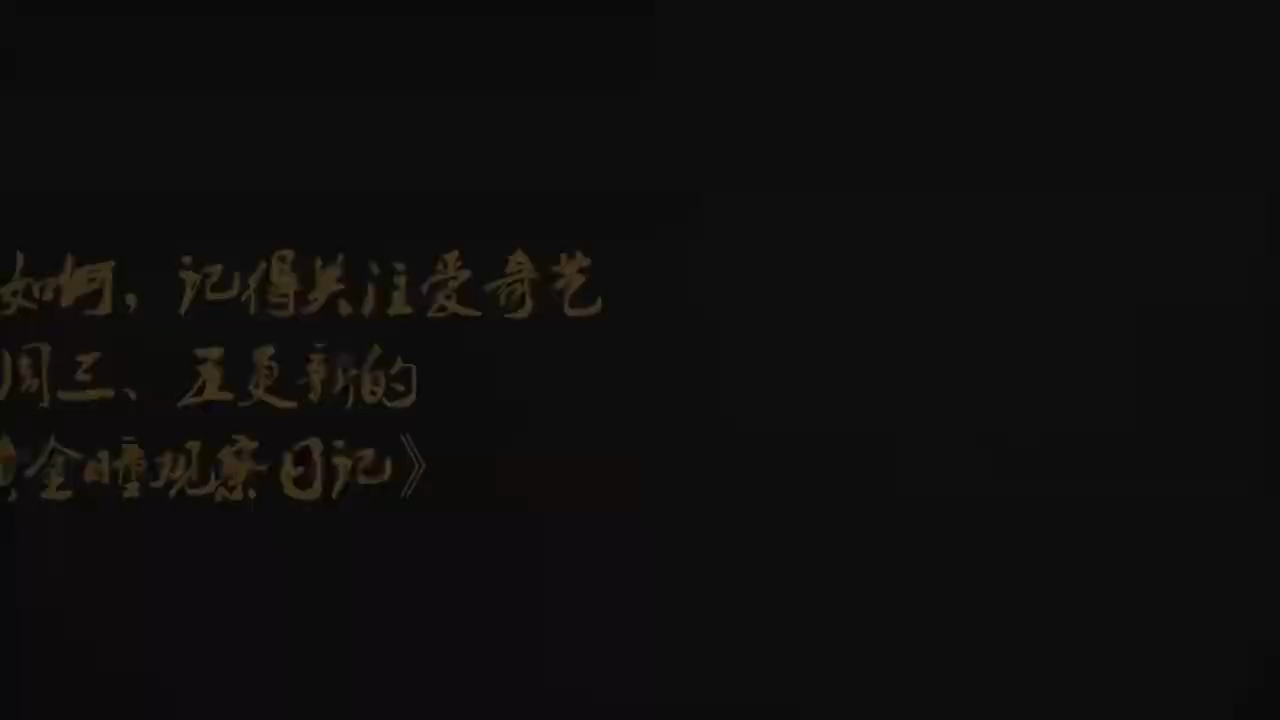 如何，记得关注爱奇艺
周三、五更新的
黄金瞳观察日记》